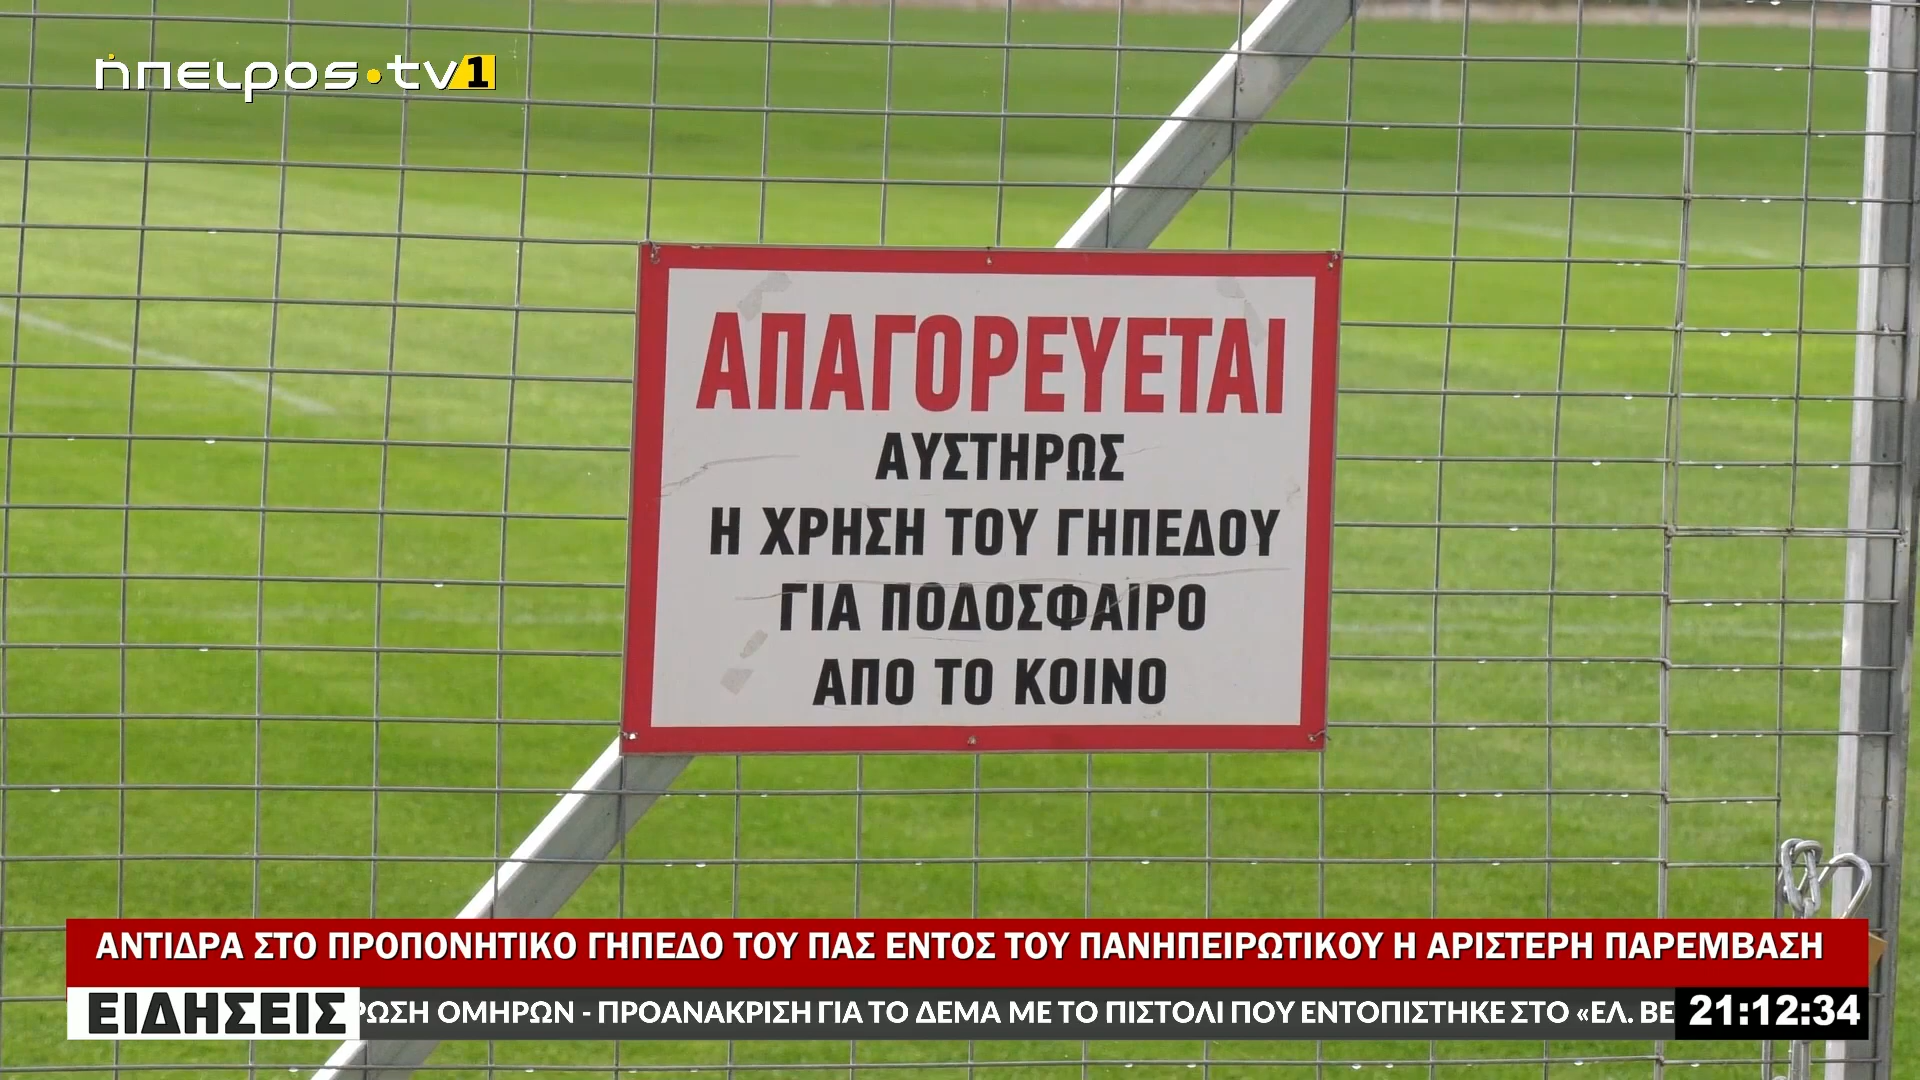 ήπειρος.tv1
ΑΠΑΓΟΡΕΥΕΤΑΙ
ΑΥΣΤΗΡΩΣ
Η ΧΡΗΣΗ ΤΟΥ ΓΗΠΕΔΟΥ
ΓΙΑ ΠΟΔΟΣΦΑΙΡΟ
ΑΠΟ ΤΟ ΚΟΙΝΟ
ΑΝΤΙΔΡΑ ΣΤΟ ΠΡΟΠΟΝΗΤΙΚΟ ΓΗΠΕΔΟ ΤΟΥ ΠΑΣ ΕΝΤΟΣ ΤΟΥ ΠΑΝΗΠΕΙΡΩΤΙΚΟΥ Η ΑΡΙΣΤΕΡΗ ΠΑΡΕΜΒΑΣΗ
ΕΙΔΗΣΕΙΣ ΡΩΣΗ ΟΜΗΡΩΝ - ΠΡΟΑΝΑΚΡΙΣΗ ΓΙΑ ΤΟ ΔΕΜΑ ΜΕ ΤΟ ΠΙΣΤΟΛΙ ΠΟΥ ΕΝΤΟΠΙΣΤΗΚΕ ΣΤΟ «ΕΛ. ΒΕ 21:12:34